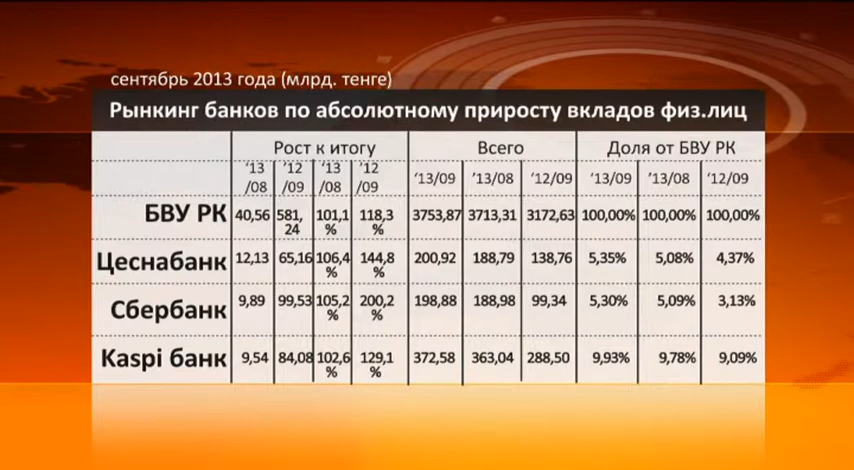 сентябрь 2013 года (млрд. тенге)
Рынкинг банков по абсолютному приросту вкладов физ.лиц
Рост к итогу Всего Доля от БВУ РК
‘13/08 ‘12/09 ‘13/08 ‘12/09 ‘13/09 ‘13/08 ‘12/09 ‘13/09 ‘13/08 ‘12/09
БВУ РК 40,56 581,24 101,1% 118,3% 3753,87 3713,31 3172,63 100,00% 100,00% 100,00%
Цеснабанк 12,13 65,16 106,4% 144,8% 200,92 188,79 138,76 5,35% 5,08% 4,37%
Сбербанк 9,89 99,53 105,2% 200,2% 198,88 188,98 99,34 5,30% 5,09% 3,13%
Kaspi банк 9,54 84,08 102,6% 129,1% 372,58 363,04 288,50 9,93% 9,78% 9,09%